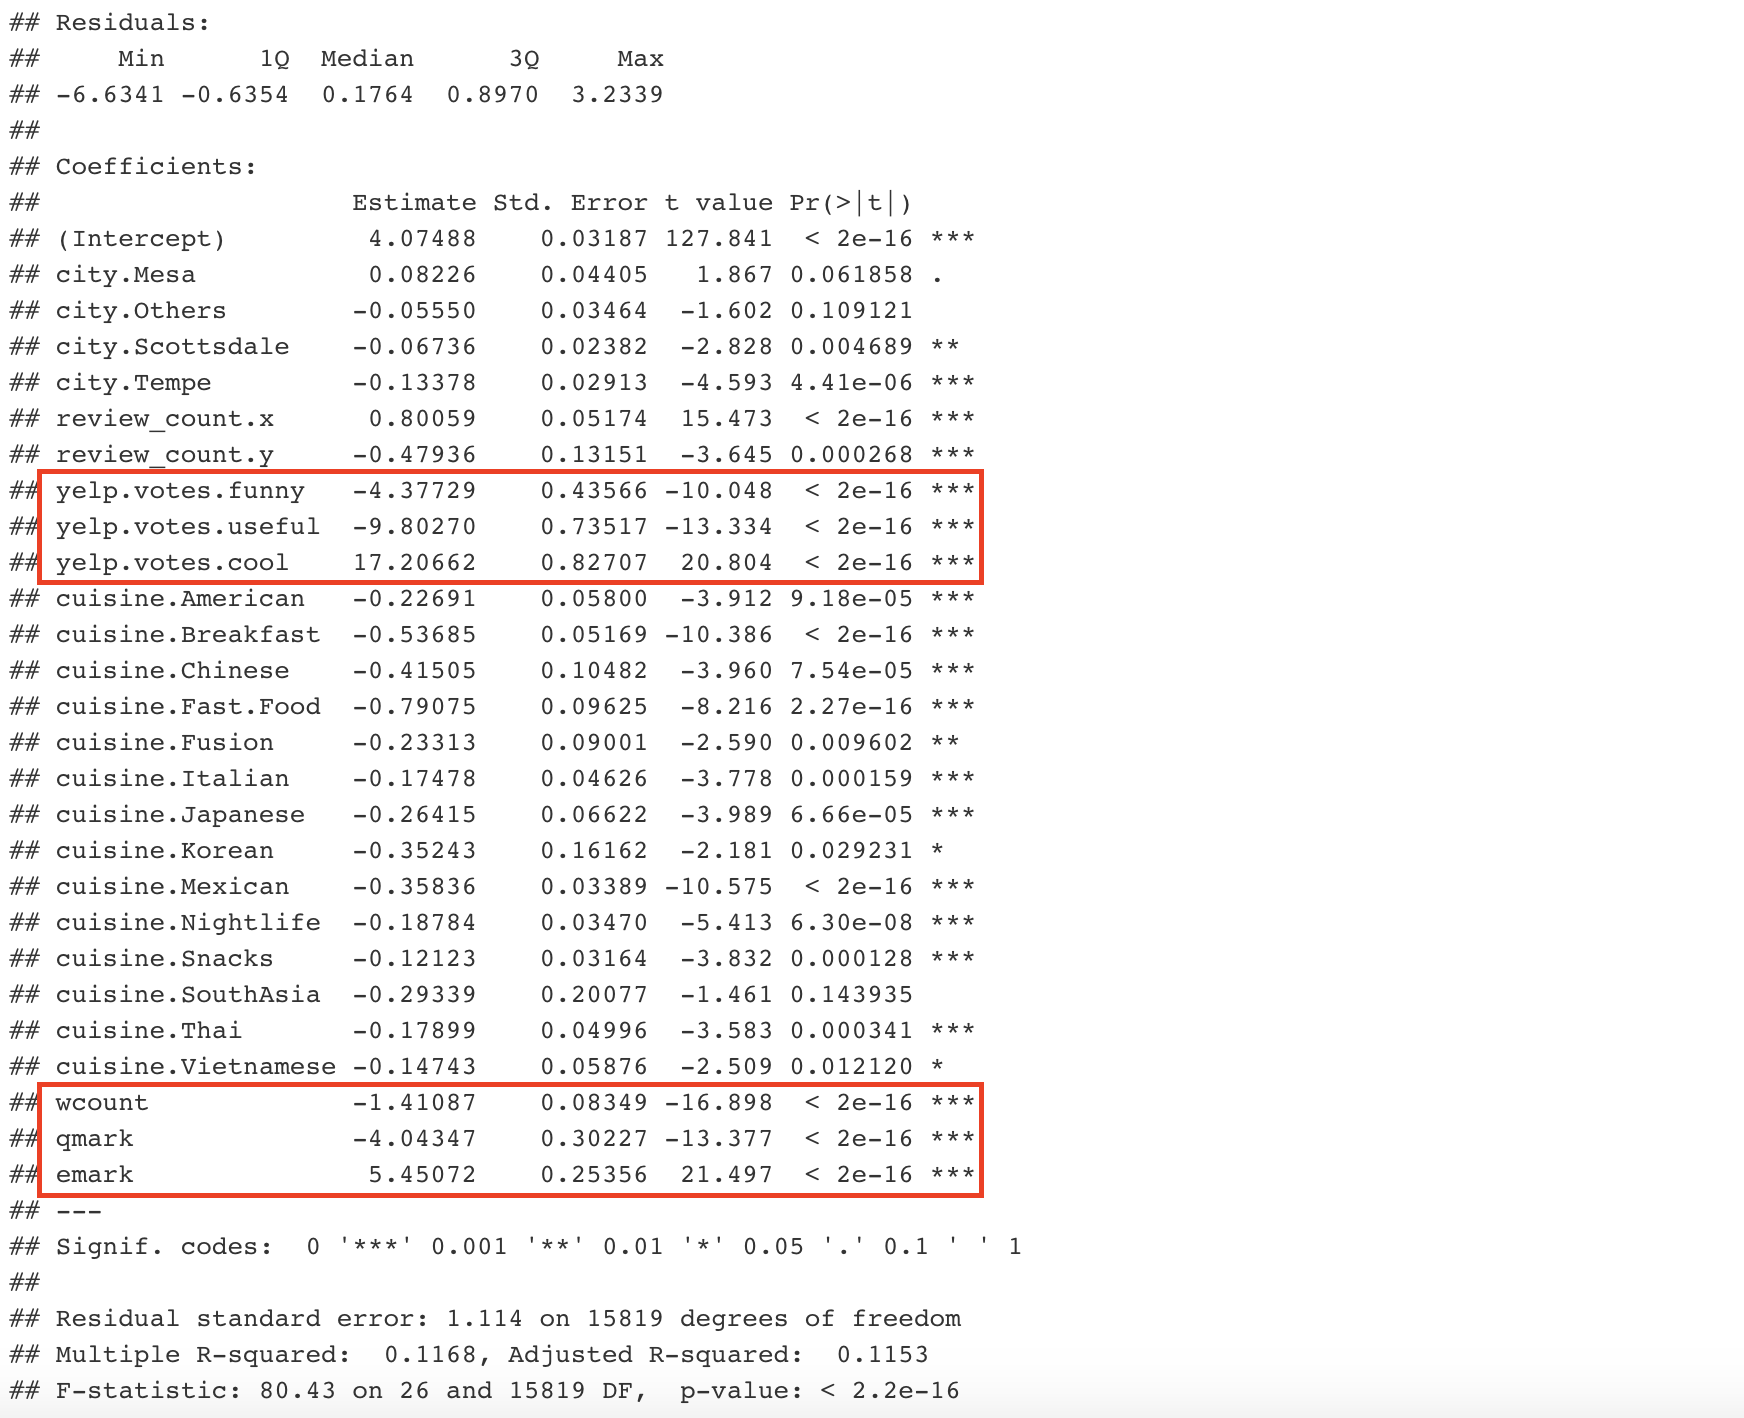 ## Residuals:
##     Min      1Q  Median      3Q     Max
## -6.6341 -0.6354  0.1764  0.8970  3.2339
##
## Coefficients:
##                    Estimate Std. Error t value Pr(>|t|)
## (Intercept)         4.07488    0.03187 127.841  < 2e-16 ***
## city.Mesa           0.08226    0.04405   1.867 0.061858 .
## city.Others        -0.05550    0.03464  -1.602 0.109121
## city.Scottsdale    -0.06736    0.02382  -2.828 0.004689 **
## city.Tempe         -0.13378    0.02913  -4.593 4.41e-06 ***
## review_count.x      0.80059    0.05174  15.473  < 2e-16 ***
## review_count.y     -0.47936    0.13151  -3.645 0.000268 ***
## yelp.votes.funny   -4.37729    0.43566 -10.048  < 2e-16 ***
## yelp.votes.useful  -9.80270    0.73517 -13.334  < 2e-16 ***
## yelp.votes.cool    17.20662    0.82707  20.804  < 2e-16 ***
## cuisine.American   -0.22691    0.05800  -3.912 9.18e-05 ***
## cuisine.Breakfast  -0.53685    0.05169 -10.386  < 2e-16 ***
## cuisine.Chinese    -0.41505    0.10482  -3.960 7.54e-05 ***
## cuisine.Fast.Food  -0.79075    0.09625  -8.216 2.27e-16 ***
## cuisine.Fusion     -0.23313    0.09001  -2.590 0.009602 **
## cuisine.Italian    -0.17478    0.04626  -3.778 0.000159 ***
## cuisine.Japanese   -0.26415    0.06622  -3.989 6.66e-05 ***
## cuisine.Korean     -0.35243    0.16162  -2.181 0.029231 *
## cuisine.Mexican    -0.35836    0.03389 -10.575  < 2e-16 ***
## cuisine.Nightlife  -0.18784    0.03470  -5.413 6.30e-08 ***
## cuisine.Snacks     -0.12123    0.03164  -3.832 0.000128 ***
## cuisine.SouthAsia  -0.29339    0.20077  -1.461 0.143935
## cuisine.Thai       -0.17899    0.04996  -3.583 0.000341 ***
## cuisine.Vietnamese -0.14743    0.05876  -2.509 0.012120 *
## wcount             -1.41087    0.08349 -16.898  < 2e-16 ***
## qmark              -4.04347    0.30227 -13.377  < 2e-16 ***
## emark               5.45072    0.25356  21.497  < 2e-16 ***
## ---
## Signif. codes:  0 '***' 0.001 '**' 0.01 '*' 0.05 '.' 0.1 ' ' 1
##
## Residual standard error: 1.114 on 15819 degrees of freedom
## Multiple R-squared:  0.1168, Adjusted R-squared:  0.1153
## F-statistic: 80.43 on 26 and 15819 DF,  p-value: < 2.2e-16